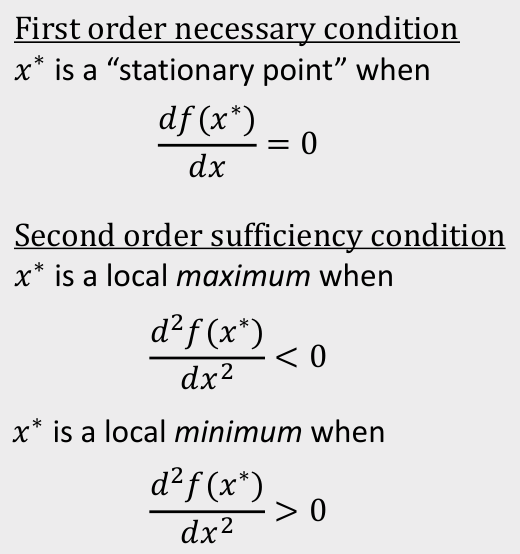 First order necessary condition
x* is a “stationary point” when
df(x*)/dx = 0
Second order sufficiency condition
x* is a local maximum when
d²f(x*)/dx² < 0
x* is a local minimum when
d²f(x*)/dx² > 0